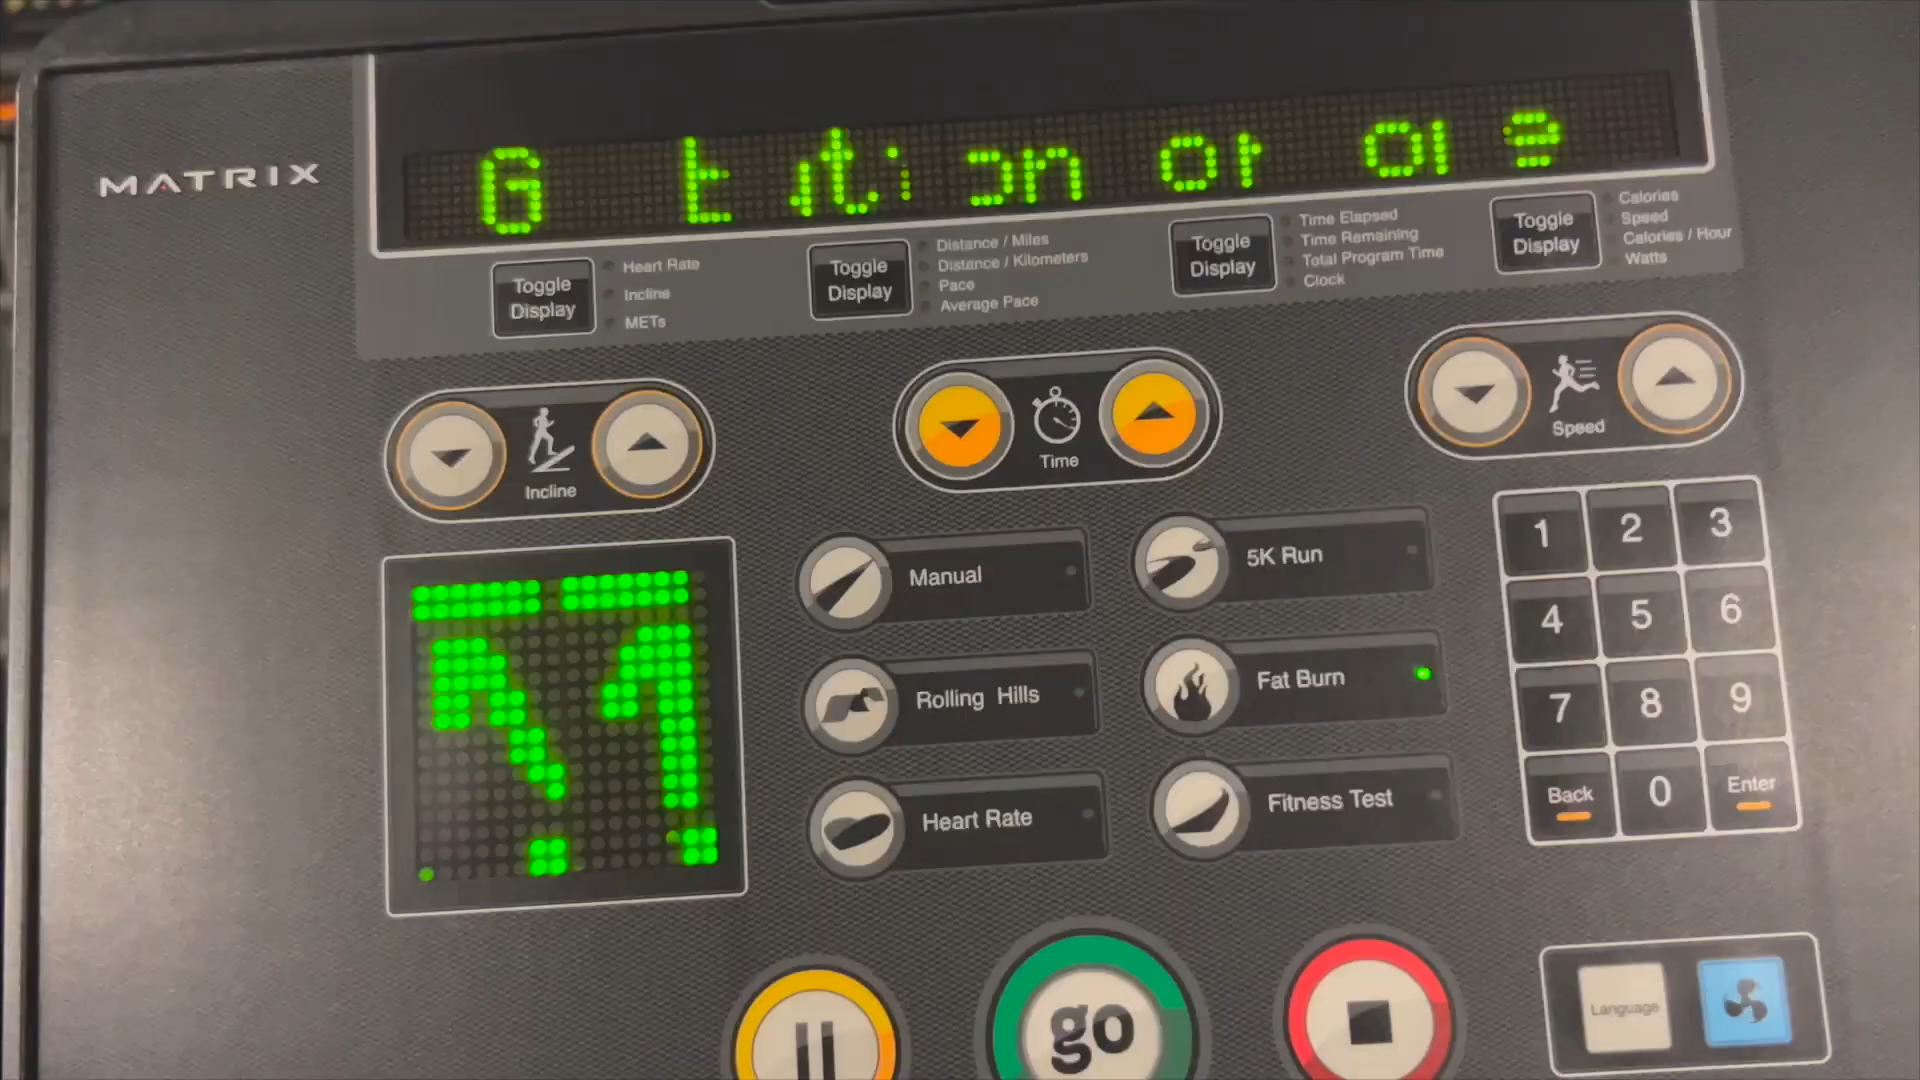 MATRIX
Toggle
Display
Heart Rate
Incline
METs
Toggle
Display
Distance / Miles
Distance / Kilometers
Pace
Average Pace
Toggle
Display
Time Elapsed
Time Remaining
Total Program Time
Clock
Toggle
Display
Calories
Speed
Calories / Hour
Watts
Incline
Time
Speed
Manual
5K Run
Rolling Hills
Fat Burn
Heart Rate
Fitness Test
1 2 3
4 5 6
7 8 9
Back 0 Enter
go
Language